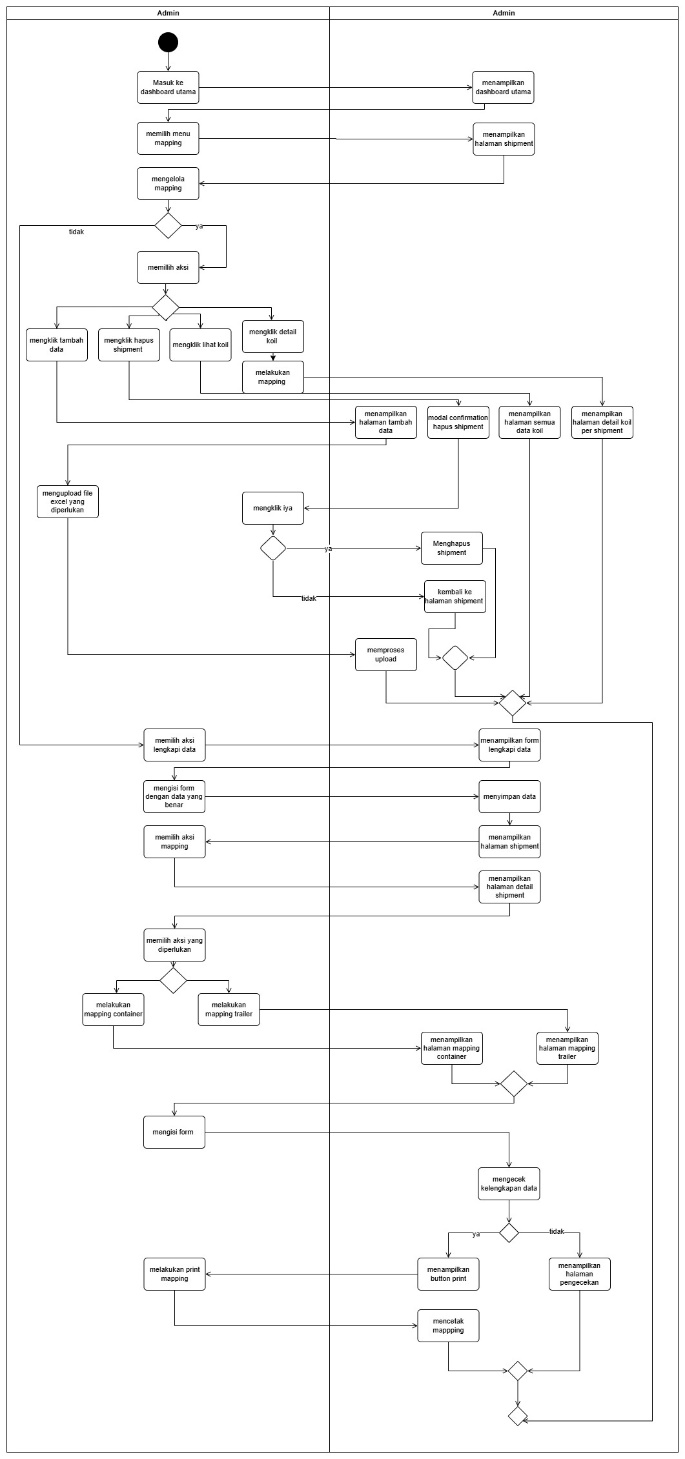 Admin
Admin
Masuk ke
dashboard utama
menampilkan
dashboard utama
memilih menu
mapping
menampilkan
halaman shipment
mengelola
mapping
tidak
ya
memillih aksi
mengklik tambah
data
mengklik hapus
shipment
mengklik lihat koil
mengklik detail
koil
melakukan
mapping
menampilkan
halaman tambah
data
modal confirmation
hapus shipment
menampilkan
halaman semua
data koil
menampikan
halaman detail koil
per shipment
mengupload file
excel yang
diperlukan
mengklik iya
ya
Menghapus
shipment
tidak
kembali ke
halaman shipment
memproses
upload
memilih aksi
lengkapi data
menampilkan form
lengkapi data
mengisi form
dengan data yang
benar
menyimpan data
memilih aksi
mapping
menampilkan
halaman shipment
menampilkan
halaman detail
shipment
memilih aksi yang
diperlukan
melakukan
mapping container
melakukan
mapping trailer
menampilkan
halaman mapping
container
menampilkan
halaman mapping
trailer
mengisi form
mengecek
kelengkapan data
ya
tidak
melakukan print
mapping
menampilkan
button print
menampilkan
halaman
pengecekan
mencetak
mappping